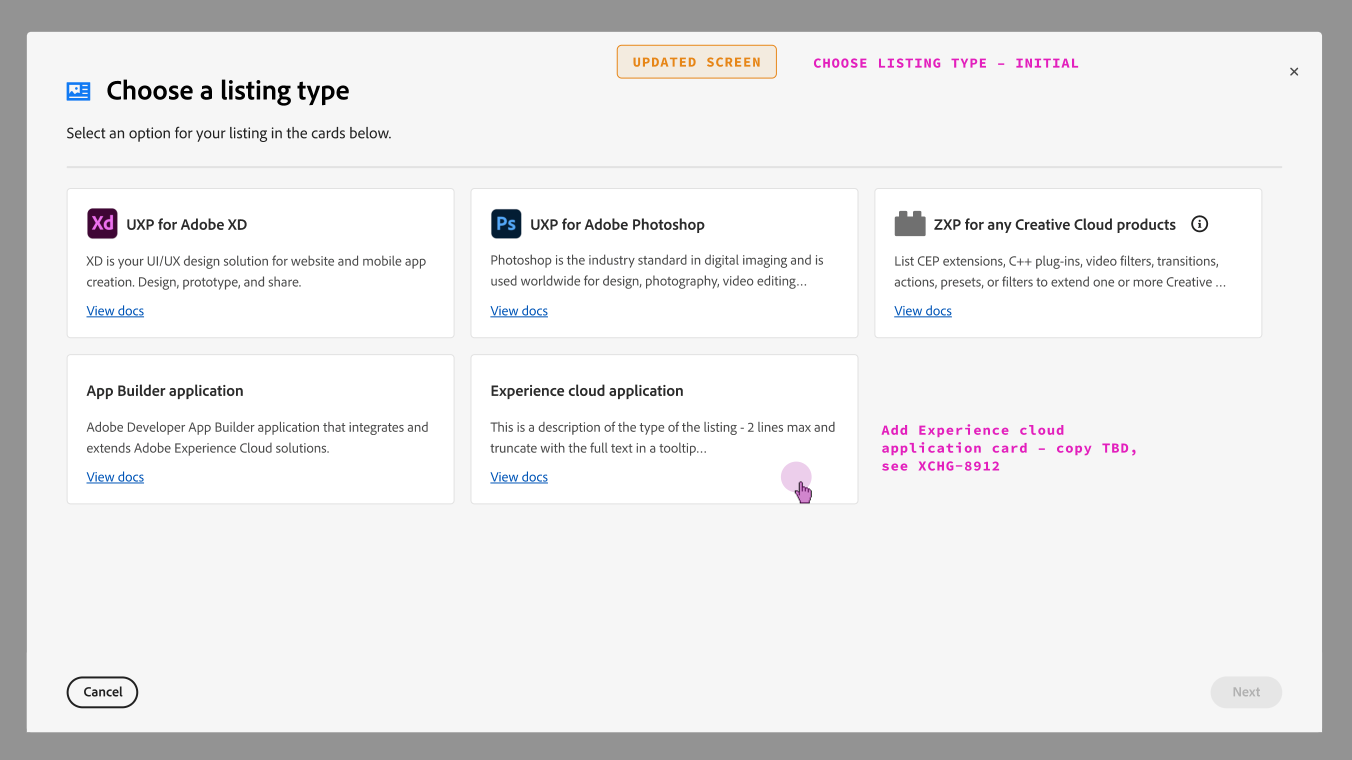 UPDATED SCREEN
CHOOSE LISTING TYPE – INITIAL
Choose a listing type
Select an option for your listing in the cards below.
Xd
UXP for Adobe XD
XD is your UI/UX design solution for website and mobile app
creation. Design, prototype, and share.
View docs
Ps
UXP for Adobe Photoshop
Photoshop is the industry standard in digital imaging and is
used worldwide for design, photography, video editing…
View docs
ZXP for any Creative Cloud products
List CEP extensions, C++ plug-ins, video filters, transitions,
actions, presets, or filters to extend one or more Creative …
View docs
App Builder application
Adobe Developer App Builder application that integrates and
extends Adobe Experience Cloud solutions.
View docs
Experience cloud application
This is a description of the type of the listing - 2 lines max and
truncate with the full text in a tooltip…
View docs
Add Experience cloud
application card – copy TBD,
see XCHG-8912
Cancel
Next